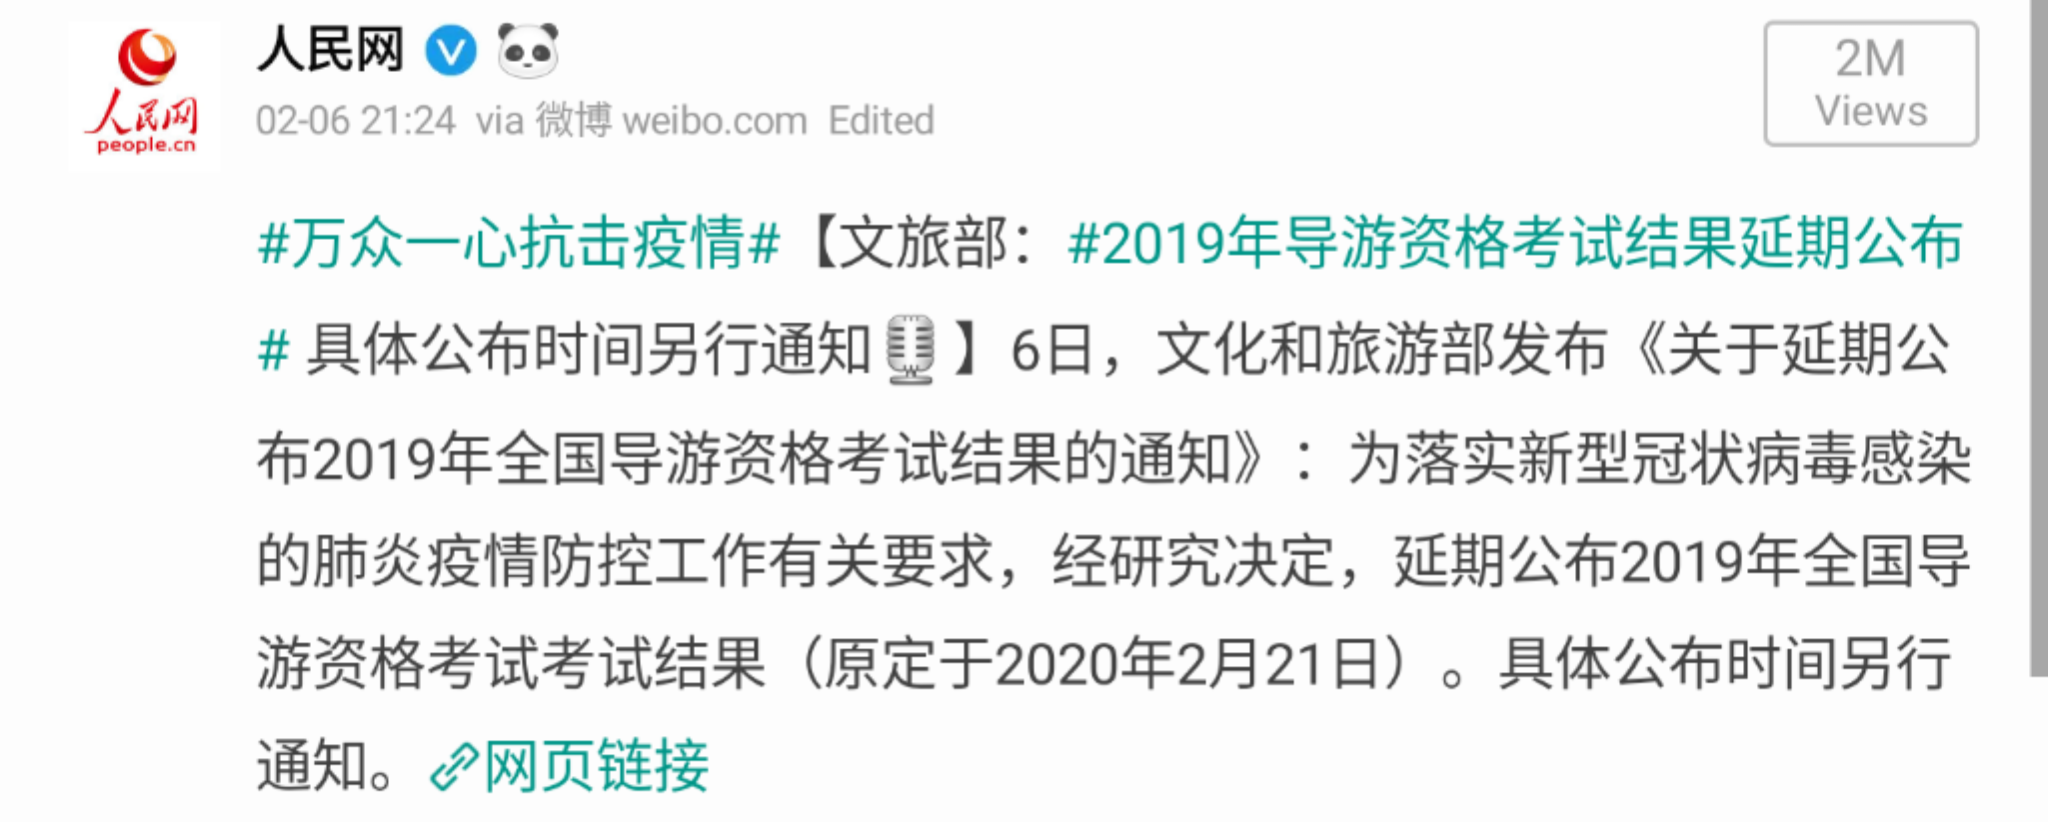 人民网
people.cn
人民网
02-06 21:24 via 微博 weibo.com Edited
2M
Views
#万众一心抗击疫情#【文旅部：#2019年导游资格考试结果延期公布
# 具体公布时间另行通知🎙】6日，文化和旅游部发布《关于延期公
布2019年全国导游资格考试结果的通知》：为落实新型冠状病毒感染
的肺炎疫情防控工作有关要求，经研究决定，延期公布2019年全国导
游资格考试考试结果（原定于2020年2月21日）。具体公布时间另行
通知。网页链接